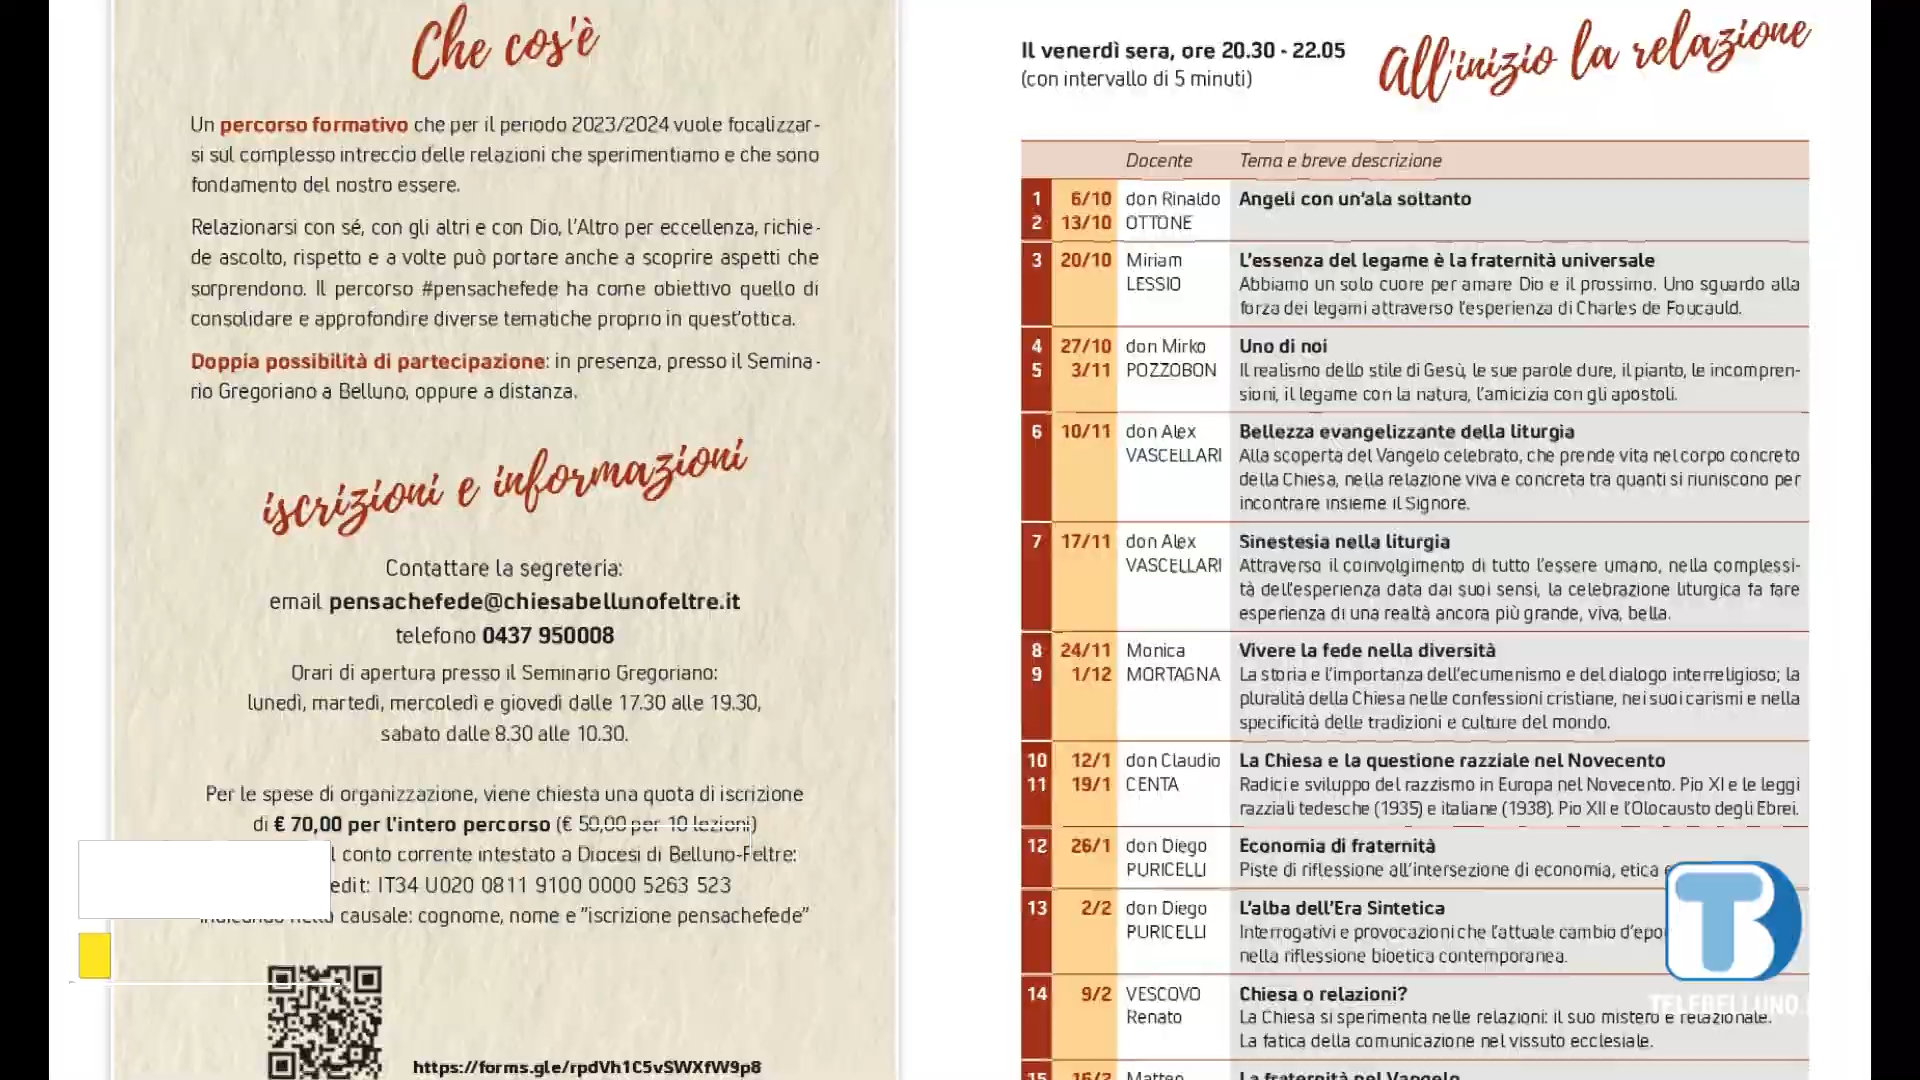 Che cos'è
Un percorso formativo che per il periodo 2023/2024 vuole focalizzar-
si sul complesso intreccio delle relazioni che sperimentiamo e che sono
fondamento del nostro essere.
Relazionarsi con sé, con gli altri e con Dio, l'Altro per eccellenza, richie-
de ascolto, rispetto e a volte può portare anche a scoprire aspetti che
sorprendono. Il percorso #pensachefede ha come obiettivo quello di
consolidare e approfondire diverse tematiche proprio in quest'ottica.
Doppia possibilità di partecipazione: in presenza, presso il Semina-
rio Gregoriano a Belluno, oppure a distanza.
iscrizioni e informazioni
Contattare la segreteria:
email pensachefede@chiesabellunofeltre.it
telefono 0437 950008
Orari di apertura presso il Seminario Gregoriano:
lunedì, martedì, mercoledì e giovedì dalle 17.30 alle 19.30,
sabato dalle 8.30 alle 10.30.
Per le spese di organizzazione, viene chiesta una quota di iscrizione
di € 70,00 per l'intero percorso (€ 50,00 per 10 lezioni)
l conto corrente intestato a Diocesi di Belluno-Feltre:
edit: IT34 U020 0811 9100 0000 5263 523
causale: cognome, nome e "iscrizione pensachefede"
https://forms.gle/rpdVh1C5vSWXfW9p8
Il venerdì sera, ore 20.30 - 22.05
(con intervallo di 5 minuti)
All'inizio la relazione
Docente Tema e breve descrizione
1 6/10 don Rinaldo Angeli con un'ala soltanto
2 13/10 OTTONE
3 20/10 Miriam L'essenza del legame è la fraternità universale
LESSIO Abbiamo un solo cuore per amare Dio e il prossimo. Uno sguardo alla
forza dei legami attraverso l'esperienza di Charles de Foucauld.
4 27/10 don Mirko Uno di noi
5 3/11 POZZOBON Il realismo dello stile di Gesù, le sue parole dure, il pianto, le incompren-
sioni, il legame con la natura, l'amicizia con gli apostoli.
6 10/11 don Alex Bellezza evangelizzante della liturgia
VASCELLARI Alla scoperta del Vangelo celebrato, che prende vita nel corpo concreto
della Chiesa, nella relazione viva e concreta tra quanti si riuniscono per
incontrare insieme il Signore.
7 17/11 don Alex Sinestesia nella liturgia
VASCELLARI Attraverso il coinvolgimento di tutto l'essere umano, nella complessi-
tà dell'esperienza data dai suoi sensi, la celebrazione liturgica fa fare
esperienza di una realtà ancora più grande, viva, bella.
8 24/11 Monica Vivere la fede nella diversità
9 1/12 MORTAGNA La storia e l'importanza dell'ecumenismo e del dialogo interreligioso; la
pluralità della Chiesa nelle confessioni cristiane, nei suoi carismi e nella
specificità delle tradizioni e culture del mondo.
10 12/1 don Claudio La Chiesa e la questione razziale nel Novecento
11 19/1 CENTA Radici e sviluppo del razzismo in Europa nel Novecento. Pio XI e le leggi
razziali tedesche (1935) e italiane (1938). Pio XII e l'Olocausto degli Ebrei.
12 26/1 don Diego Economia di fraternità
PURICELLI Piste di riflessione all'intersezione di economia, etica e
13 2/2 don Diego L'alba dell'Era Sintetica
PURICELLI Interrogativi e provocazioni che l'attuale cambio d'epo
nella riflessione bioetica contemporanea.
14 9/2 VESCOVO Chiesa o relazioni?
Renato La Chiesa si sperimenta nelle relazioni: il suo mistero è relazionale.
La fatica della comunicazione nel vissuto ecclesiale.
15 16/2 Matteo La fraternità nel Vangelo
TB
TELEBELLUNO